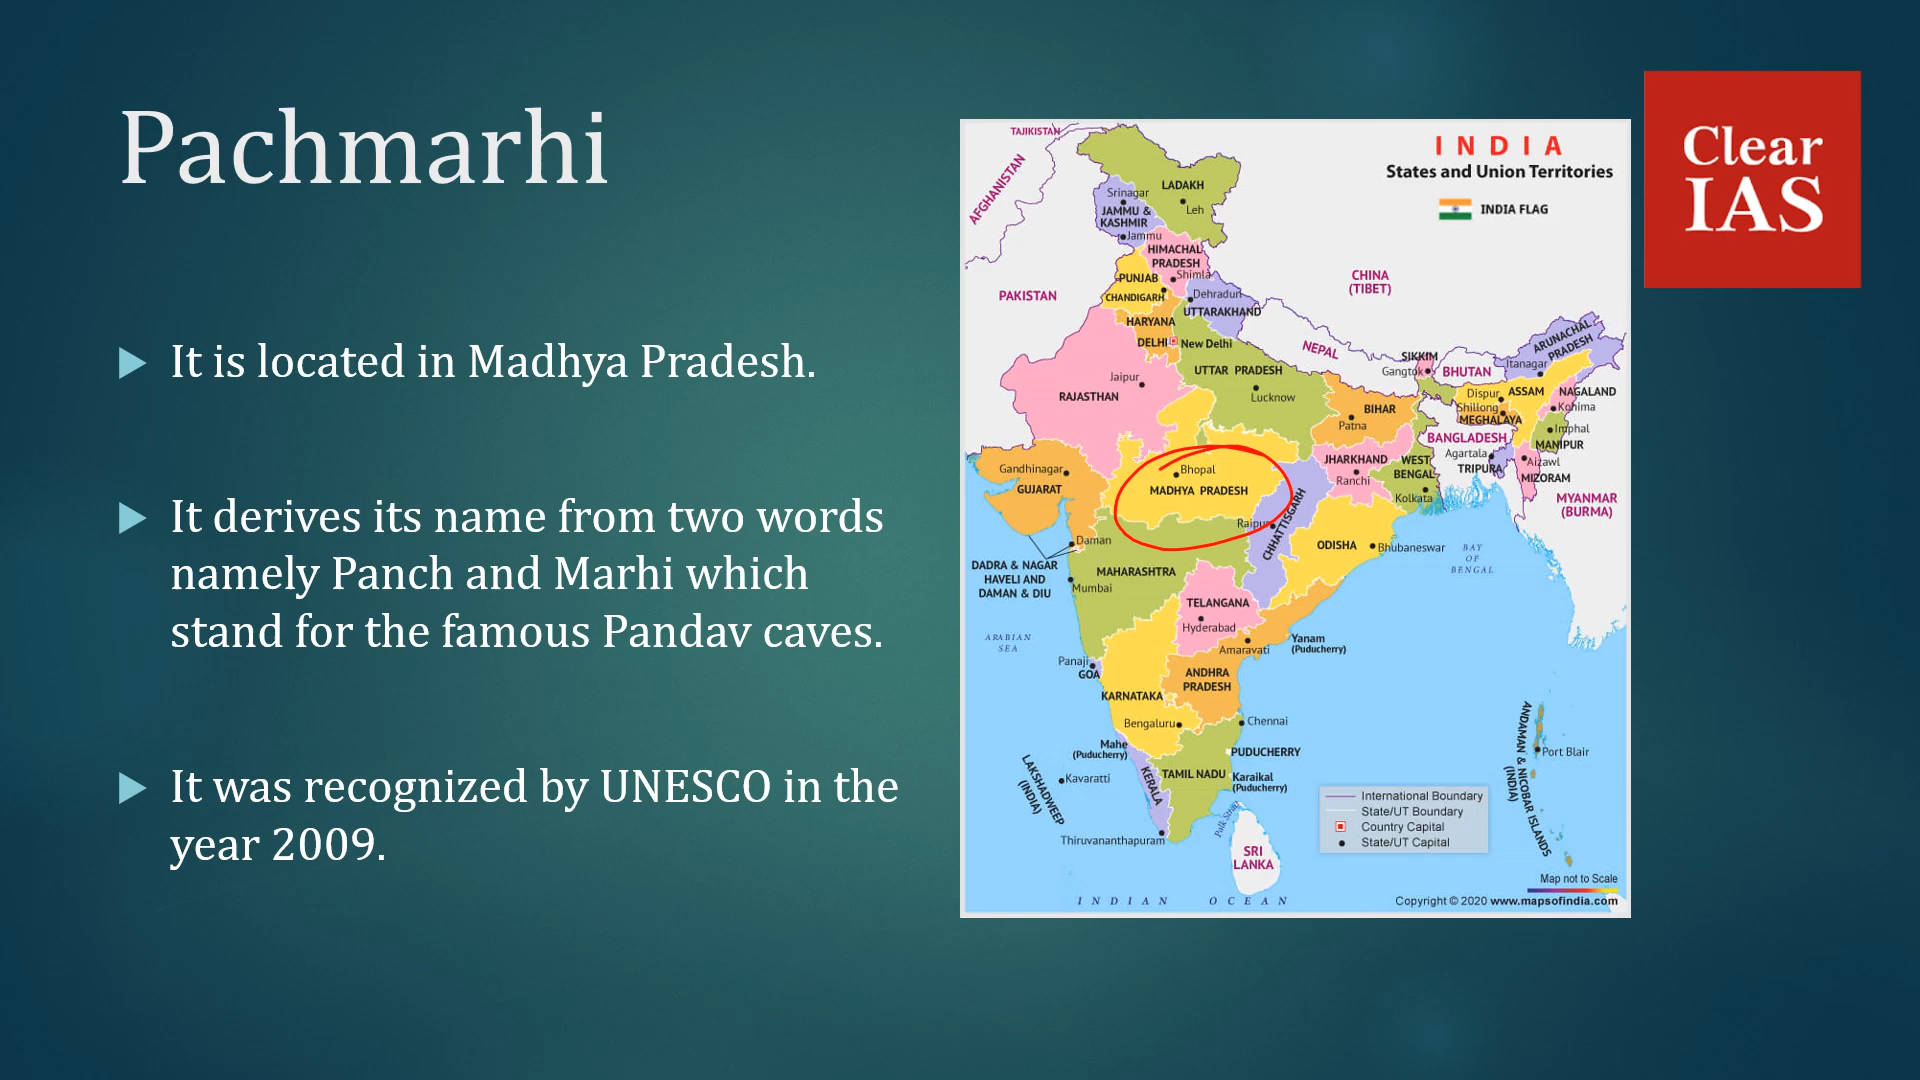 Pachmarhi
It is located in Madhya Pradesh.
It derives its name from two words
namely Panch and Marhi which
stand for the famous Pandav caves.
It was recognized by UNESCO in the
year 2009.
Clear
IAS
INDIA
States and Union Territories
INDIA FLAG
TAJIKISTAN
AFGHANISTAN
PAKISTAN
CHINA
(TIBET)
NEPAL
BHUTAN
BANGLADESH
MYANMAR
(BURMA)
SRI
LANKA
LADAKH
Leh
Srinagar
JAMMU &
KASHMIR
Jammu
HIMACHAL
PRADESH
Shimla
PUNJAB
CHANDIGARH
Dehradun
UTTARAKHAND
HARYANA
DELHI
New Delhi
UTTAR PRADESH
Lucknow
Jaipur
RAJASTHAN
BIHAR
Patna
SIKKIM
Gangtok
ARUNACHAL
PRADESH
Itanagar
Dispur
ASSAM
NAGALAND
Kohima
Shillong
MEGHALAYA
Imphal
MANIPUR
Agartala
TRIPURA
Aizawl
MIZORAM
Gandhinagar
GUJARAT
Bhopal
MADHYA PRADESH
JHARKHAND
Ranchi
WEST
BENGAL
Kolkata
Raipur
CHHATTISGARH
ODISHA
Bhubaneswar
Daman
DADRA & NAGAR
HAVELI AND
DAMAN & DIU
MAHARASHTRA
Mumbai
TELANGANA
Hyderabad
Amaravati
Yanam
(Puducherry)
ANDHRA
PRADESH
Panaji
GOA
KARNATAKA
Bengaluru
Chennai
Mahe
(Puducherry)
PUDUCHERRY
TAMIL NADU
Karaikal
(Puducherry)
KERALA
Thiruvananthapuram
Kavaratti
LAKSHADWEEP
(INDIA)
Port Blair
ANDAMAN & NICOBAR ISLANDS
(INDIA)
ARABIAN
SEA
BAY
OF
BENGAL
Palk Strait
INDIAN OCEAN
International Boundary
State/UT Boundary
Country Capital
State/UT Capital
Map not to Scale
Copyright © 2020 www.mapsofindia.com